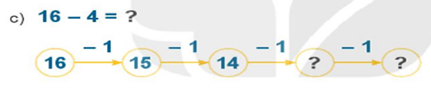 c) 16 – 4 = ?
– 1 – 1 – 1 – 1
16 15 14 ? ?